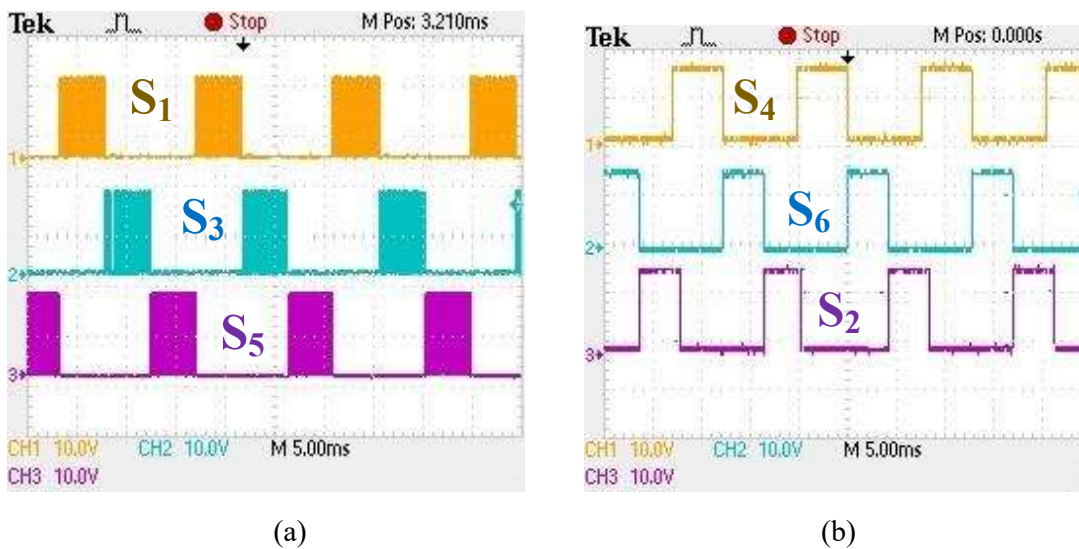 Tek Stop M Pos: 3.210ms
S1
1
S3
2
S5
3
CH1 10.0V CH2 10.0V M 5.00ms
CH3 10.0V
(a)
Tek Stop M Pos: 0.000s
S4
1
S6
2
S2
3
CH1 10.0V CH2 10.0V M 5.00ms
CH3 10.0V
(b)